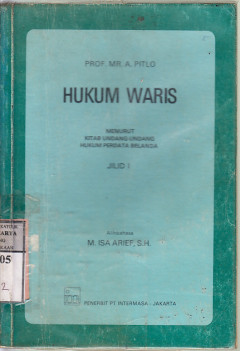 PROF. MR. A. PITLO
HUKUM WARIS
MENURUT
KITAB UNDANG-UNDANG
HUKUM PERDATA BELANDA
JILID I
M. ISA ARIEF, S.H.
PENERBIT PT INTERMASA - JAKARTA
05
2